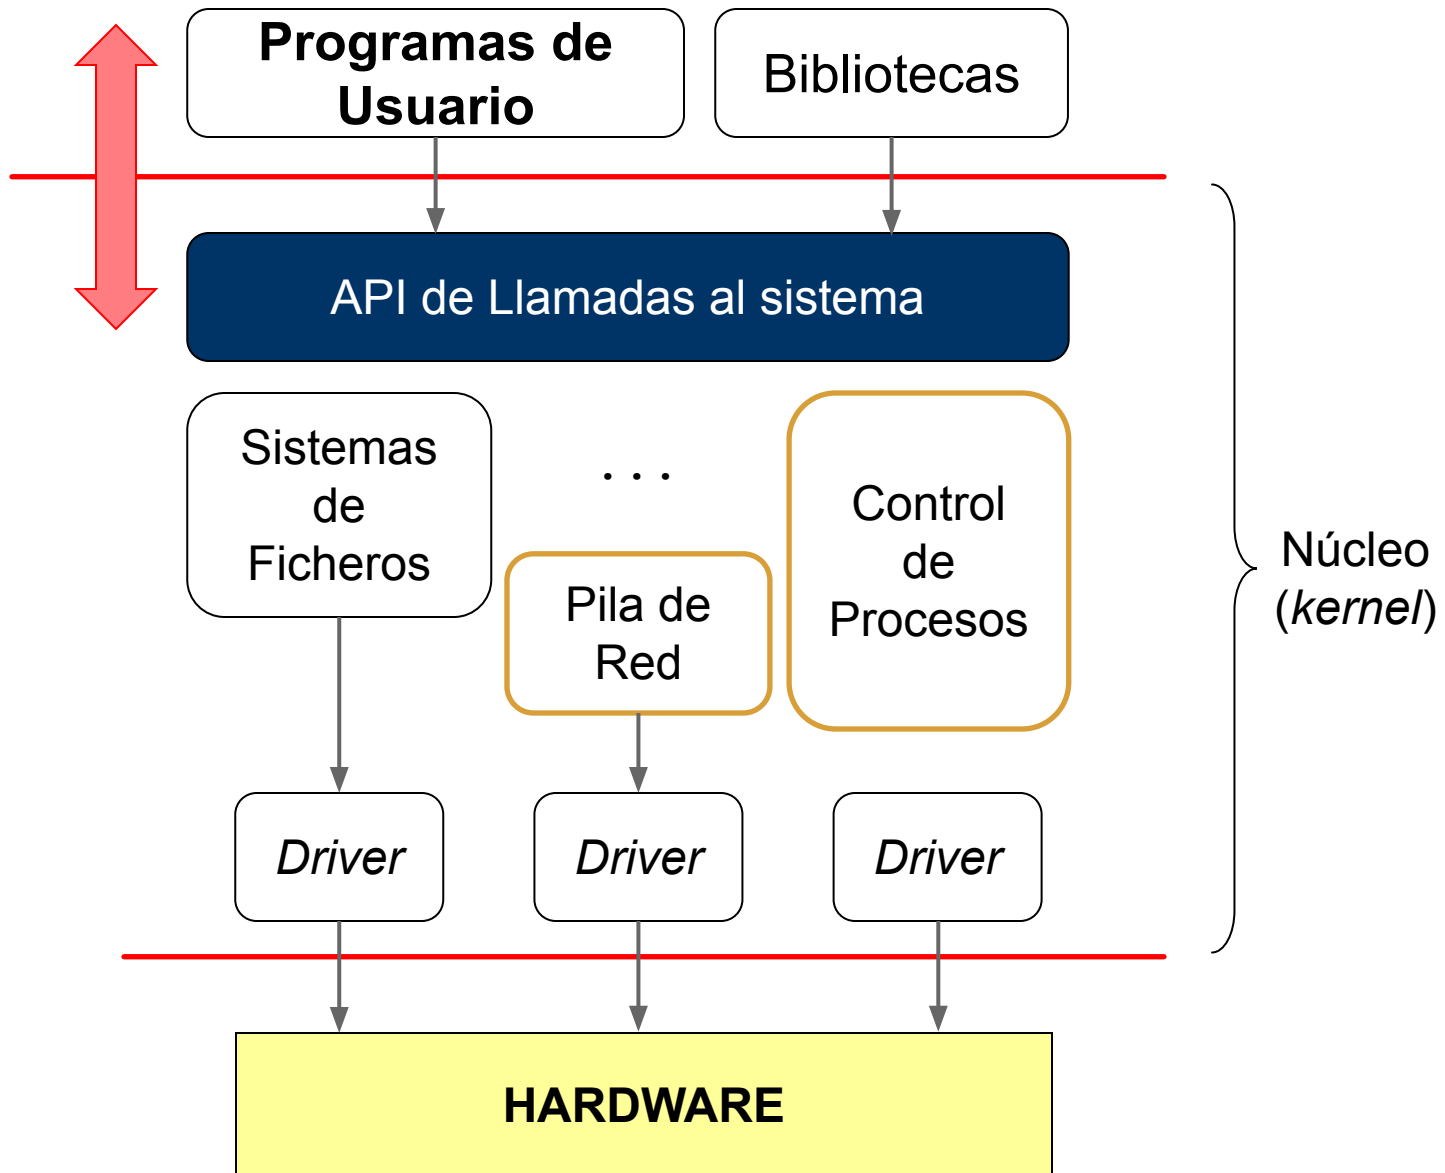 Programas de
Usuario
Bibliotecas
API de Llamadas al sistema
Sistemas
de
Ficheros
. . .
Pila de
Red
Control
de
Procesos
Núcleo
(kernel)
Driver
Driver
Driver
HARDWARE